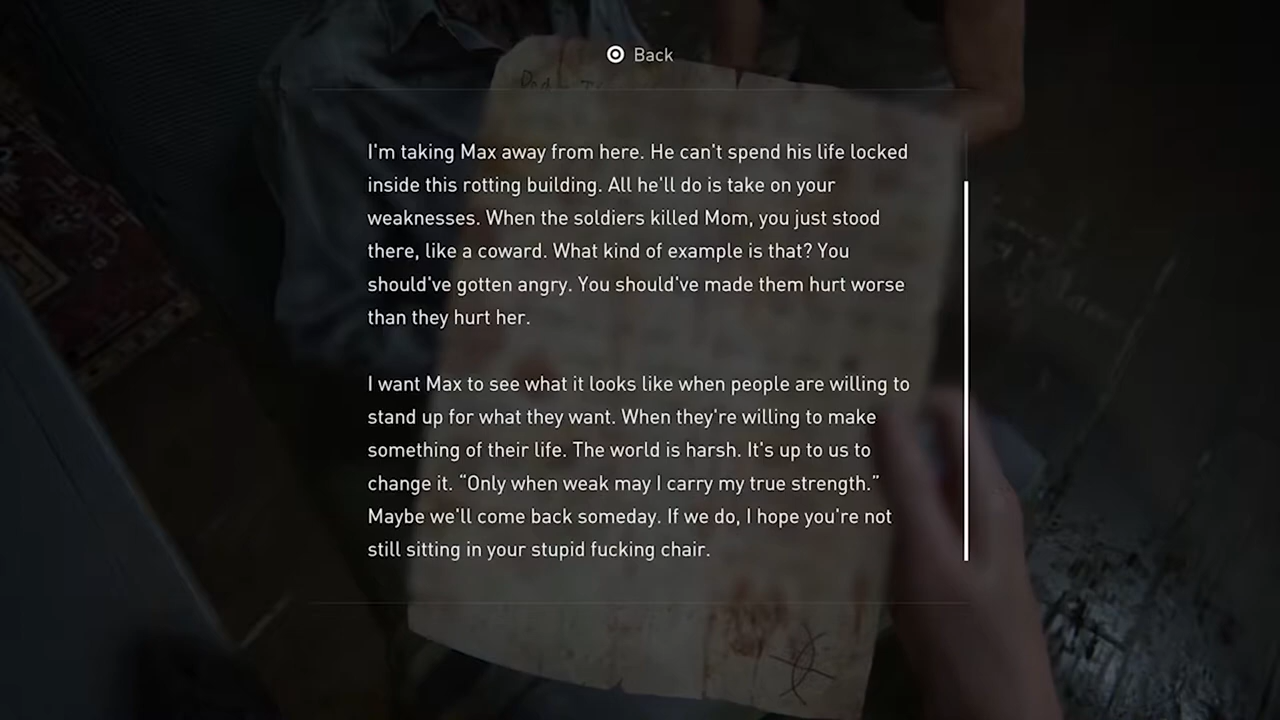 Back
I'm taking Max away from here. He can't spend his life locked
inside this rotting building. All he'll do is take on your
weaknesses. When the soldiers killed Mom, you just stood
there, like a coward. What kind of example is that? You
should've gotten angry. You should've made them hurt worse
than they hurt her.
I want Max to see what it looks like when people are willing to
stand up for what they want. When they're willing to make
something of their life. The world is harsh. It's up to us to
change it. “Only when weak may I carry my true strength.”
Maybe we'll come back someday. If we do, I hope you're not
still sitting in your stupid fucking chair.